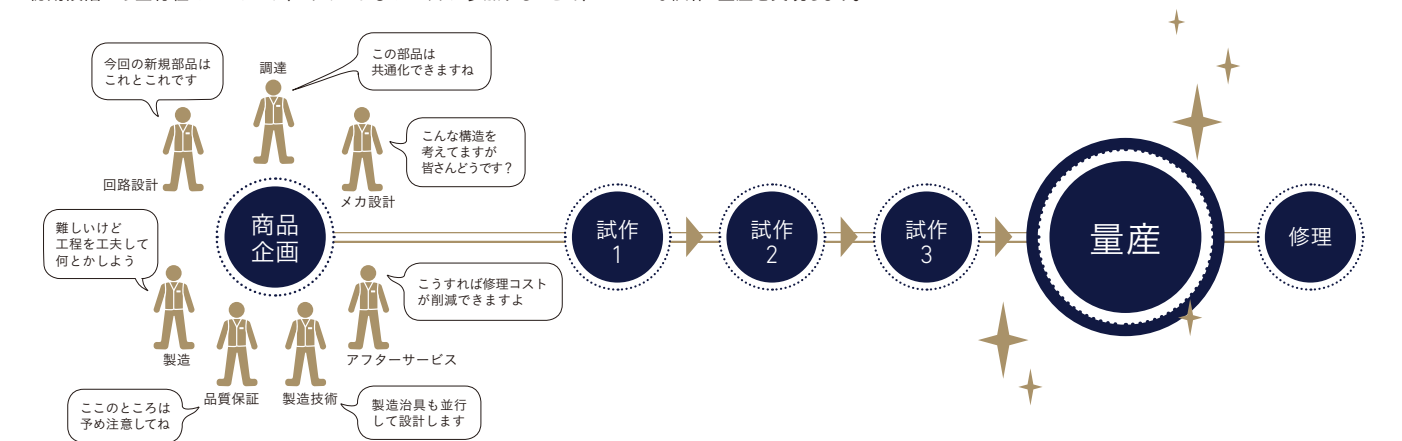 今回の新規部品は
これとこれです
調達
この部品は
共通化できますね
こんな構造を
考えてますが
皆さんどうです？
回路設計
メカ設計
難しいけど
工程を工夫して
何とかしよう
商品
企画
試作
1
試作
2
試作
3
量産
修理
こうすれば修理コスト
が削減できますよ
製造
アフターサービス
品質保証
製造技術
ここのところは
予め注意してね
製造治具も並行
して設計します